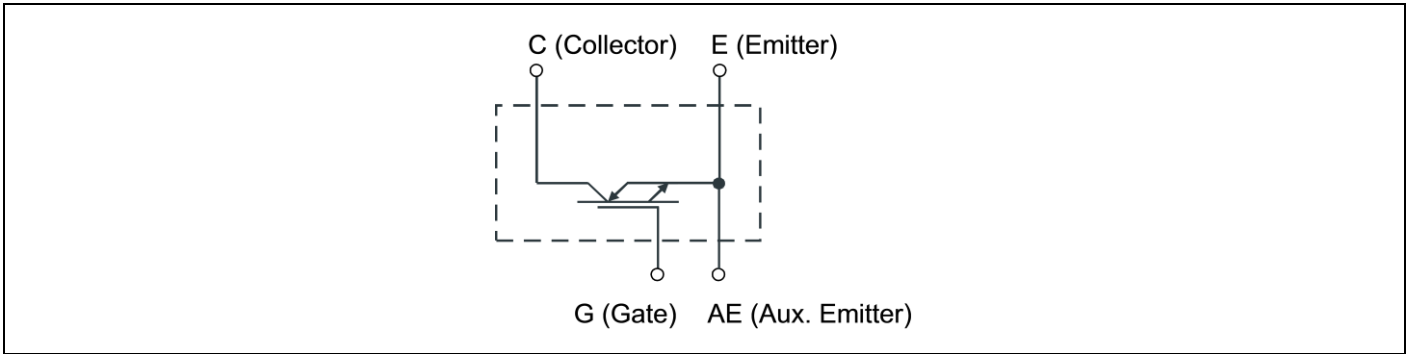 C (Collector) E (Emitter)
G (Gate) AE (Aux. Emitter)